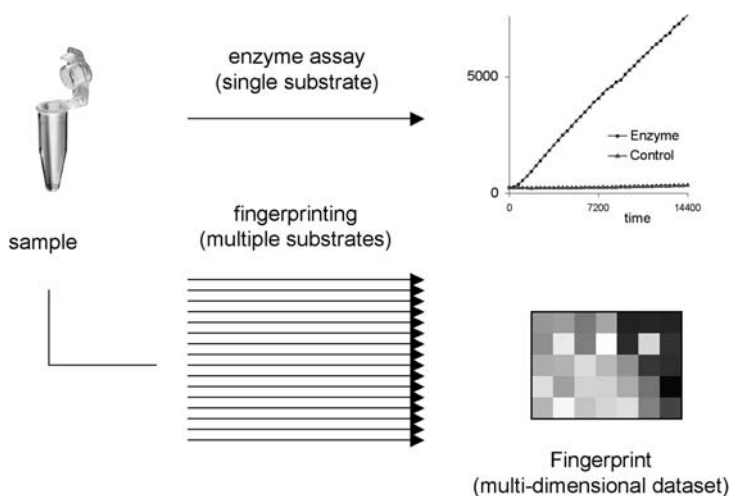 enzyme assay
(single substrate)
5000
Enzyme
Control
0
0
7200
14400
time
sample
fingerprinting
(multiple substrates)
Fingerprint
(multi-dimensional dataset)